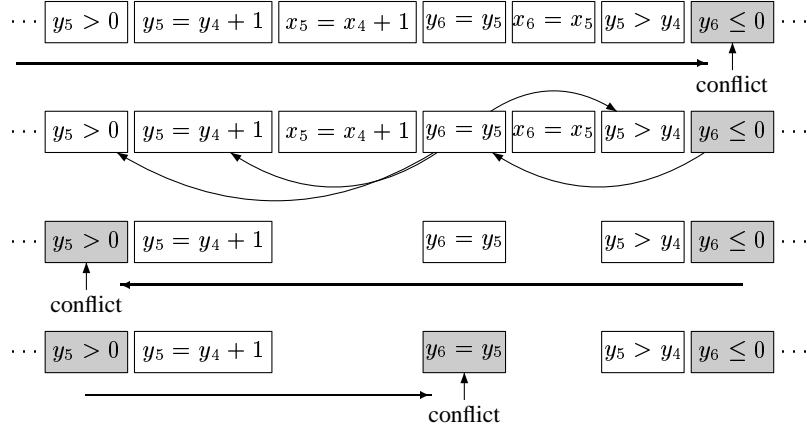 ··· y₅ > 0 y₅ = y₄ + 1 x₅ = x₄ + 1 y₆ = y₅ x₆ = x₅ y₅ > y₄ y₆ ≤ 0 ···
conflict
··· y₅ > 0 y₅ = y₄ + 1 x₅ = x₄ + 1 y₆ = y₅ x₆ = x₅ y₅ > y₄ y₆ ≤ 0 ···
··· y₅ > 0 y₅ = y₄ + 1 y₆ = y₅ y₅ > y₄ y₆ ≤ 0 ···
conflict
··· y₅ > 0 y₅ = y₄ + 1 y₆ = y₅ y₅ > y₄ y₆ ≤ 0 ···
conflict